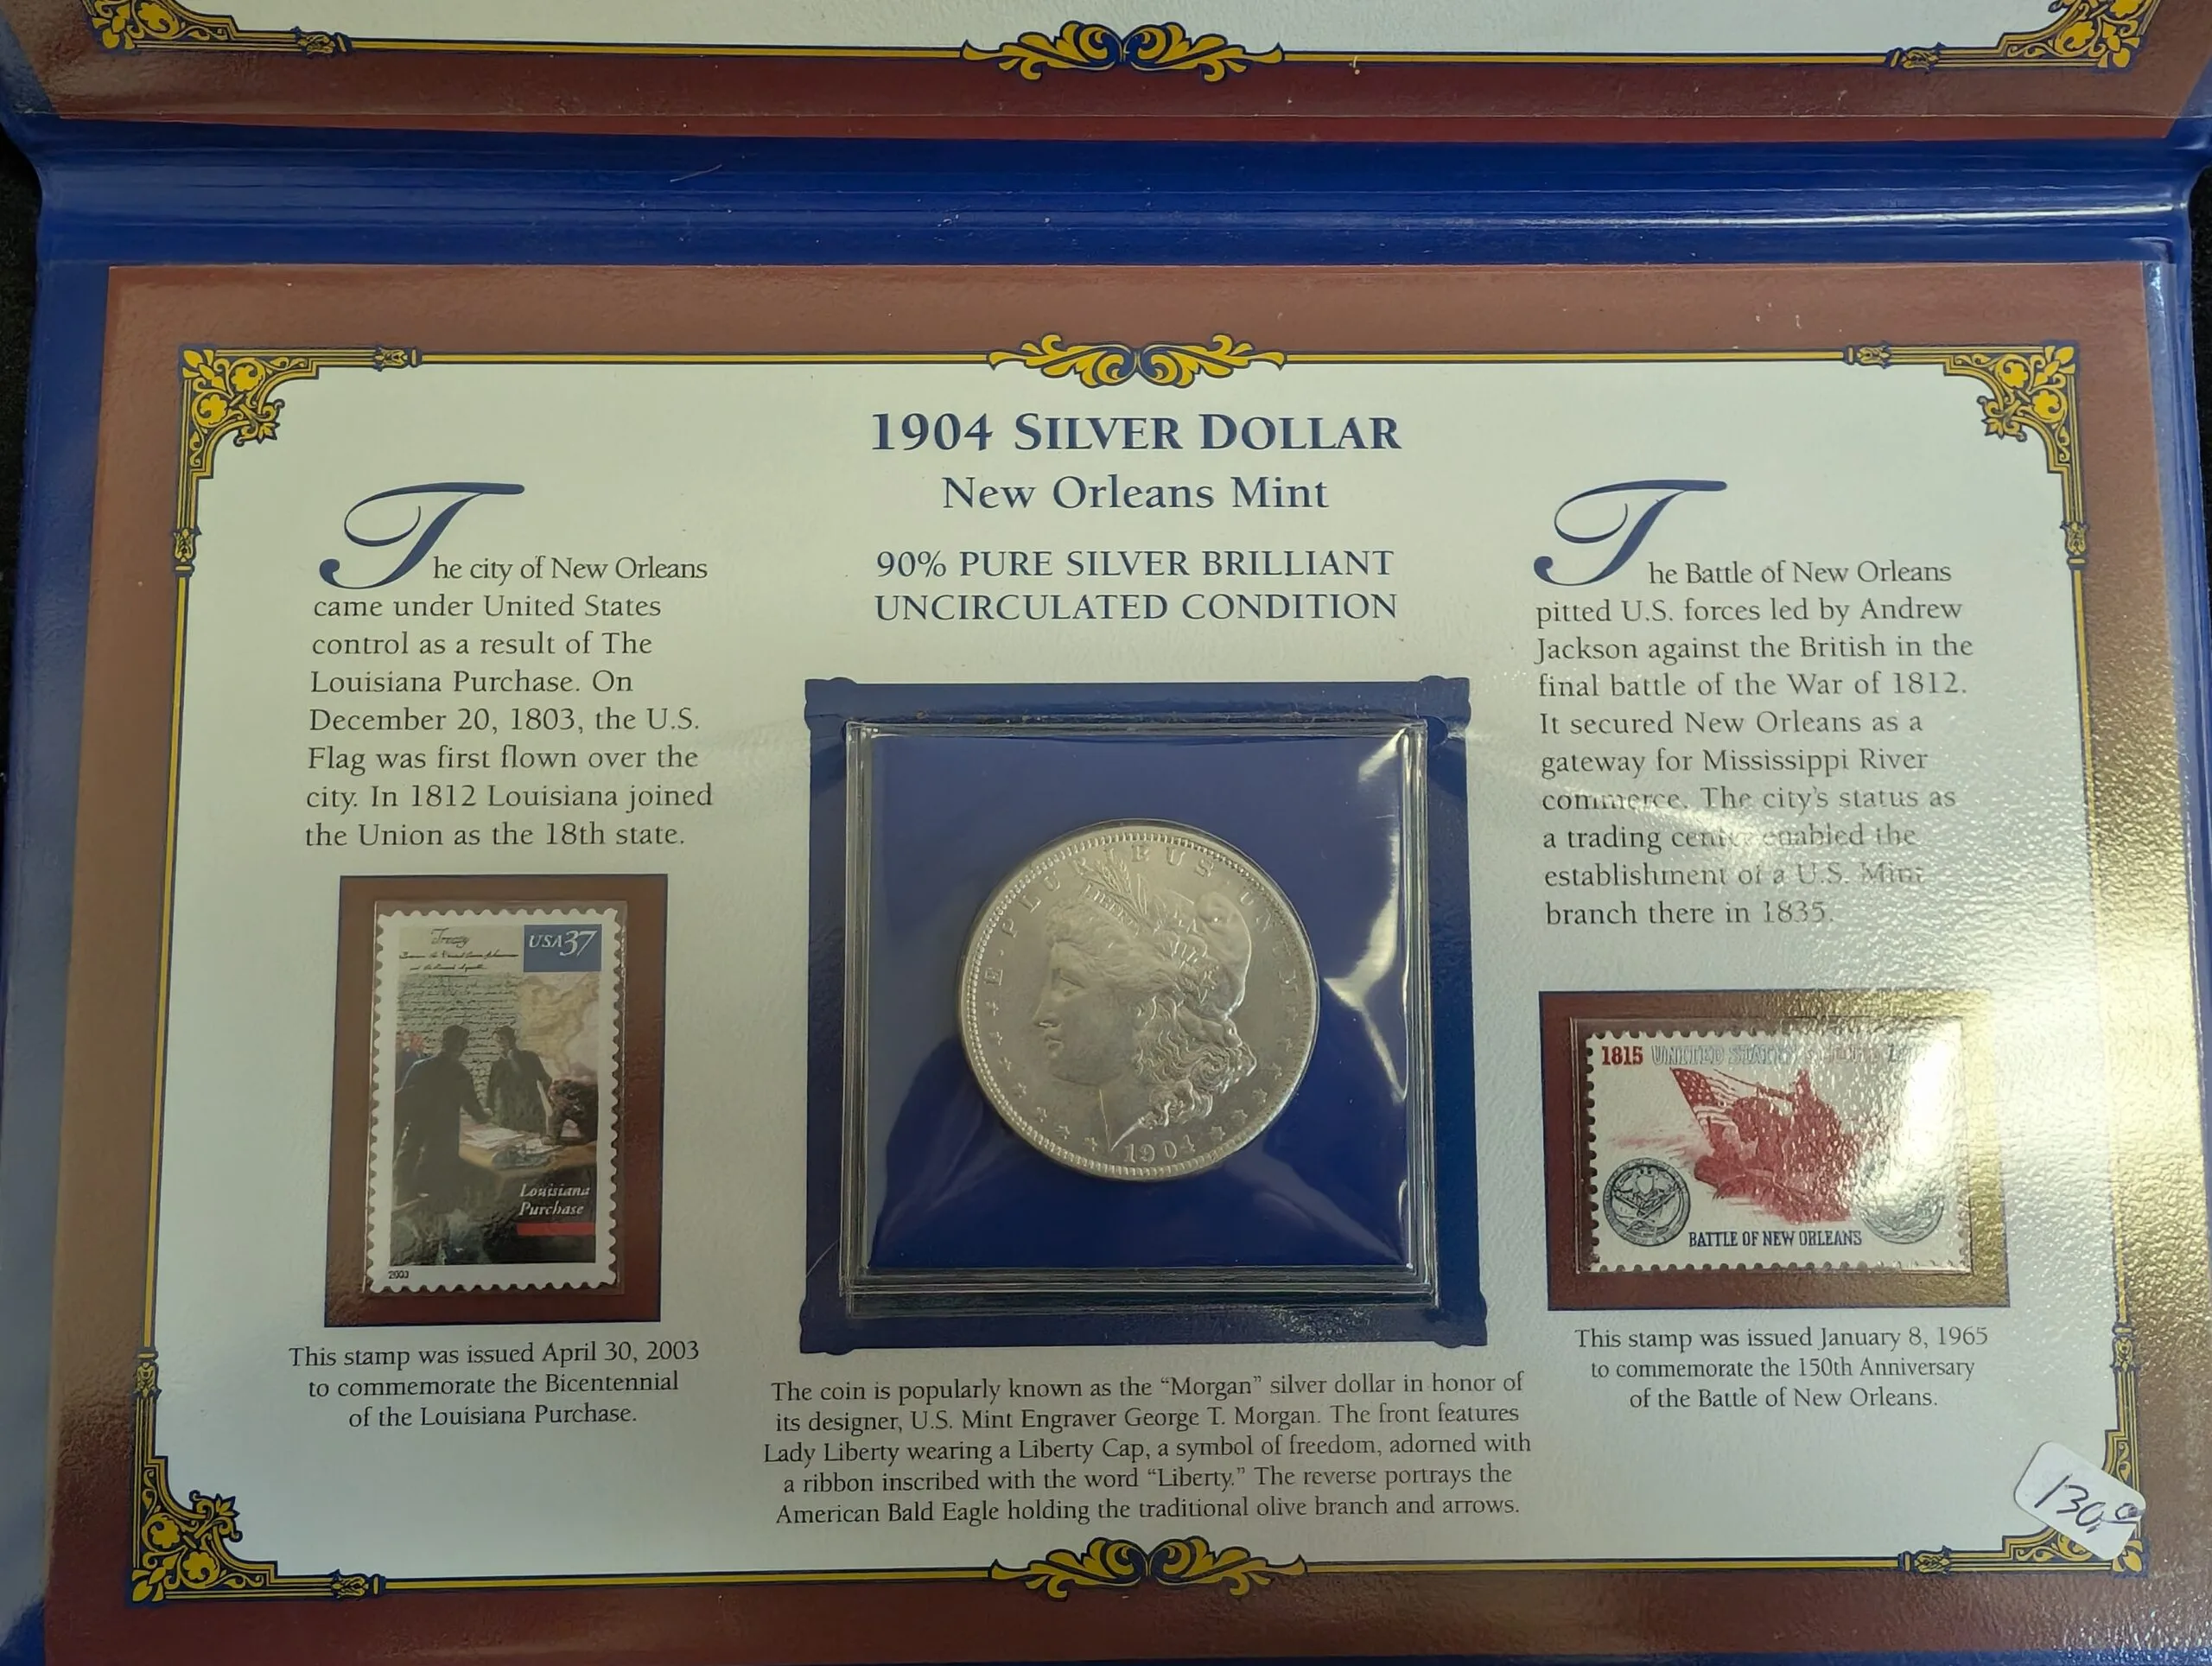 1904 SILVER DOLLAR
New Orleans Mint
90% PURE SILVER BRILLIANT
UNCIRCULATED CONDITION
The city of New Orleans
came under United States
control as a result of The
Louisiana Purchase. On
December 20, 1803, the U.S.
Flag was first flown over the
city. In 1812 Louisiana joined
the Union as the 18th state.
Treaty
USA 37
Louisiana
Purchase
2003
This stamp was issued April 30, 2003
to commemorate the Bicentennial
of the Louisiana Purchase.
E·PLURIBUS·UNUM
LIBERTY
1904
The coin is popularly known as the “Morgan” silver dollar in honor of
its designer, U.S. Mint Engraver George T. Morgan. The front features
Lady Liberty wearing a Liberty Cap, a symbol of freedom, adorned with
a ribbon inscribed with the word “Liberty.” The reverse portrays the
American Bald Eagle holding the traditional olive branch and arrows.
The Battle of New Orleans
pitted U.S. forces led by Andrew
Jackson against the British in the
final battle of the War of 1812.
It secured New Orleans as a
gateway for Mississippi River
commerce. The city's status as
a trading center enabled the
establishment of a U.S. Mint
branch there in 1835.
1815 UNITED STATES
BATTLE OF NEW ORLEANS
This stamp was issued January 8, 1965
to commemorate the 150th Anniversary
of the Battle of New Orleans.
130.0